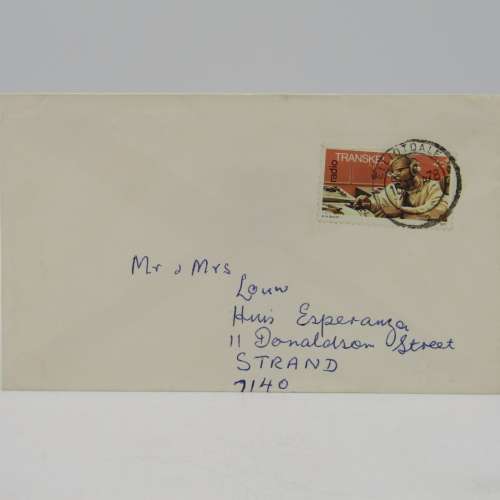 TRANSKEI
radio
Mr & Mrs
Louw
Huis Esperanza
11 Donaldson Street
STRAND
7140